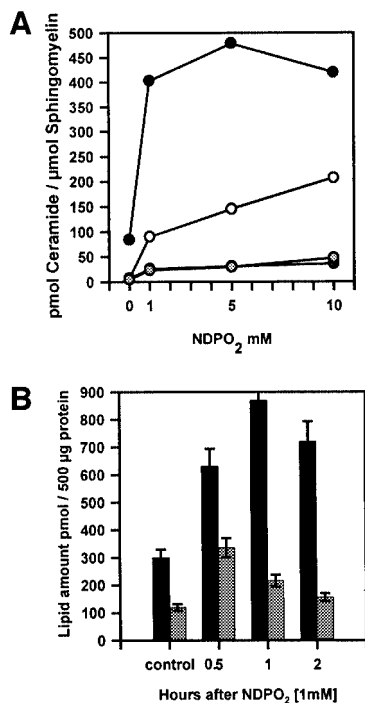 A
pmol Ceramide / µmol Sphingomyelin
500
450
400
350
300
250
200
150
100
50
0
0 1 5 10
NDPO2 mM
B
Lipid amount pmol / 500 µg protein
900
800
700
600
500
400
300
200
100
0
control 0.5 1 2
Hours after NDPO2 [1mM]